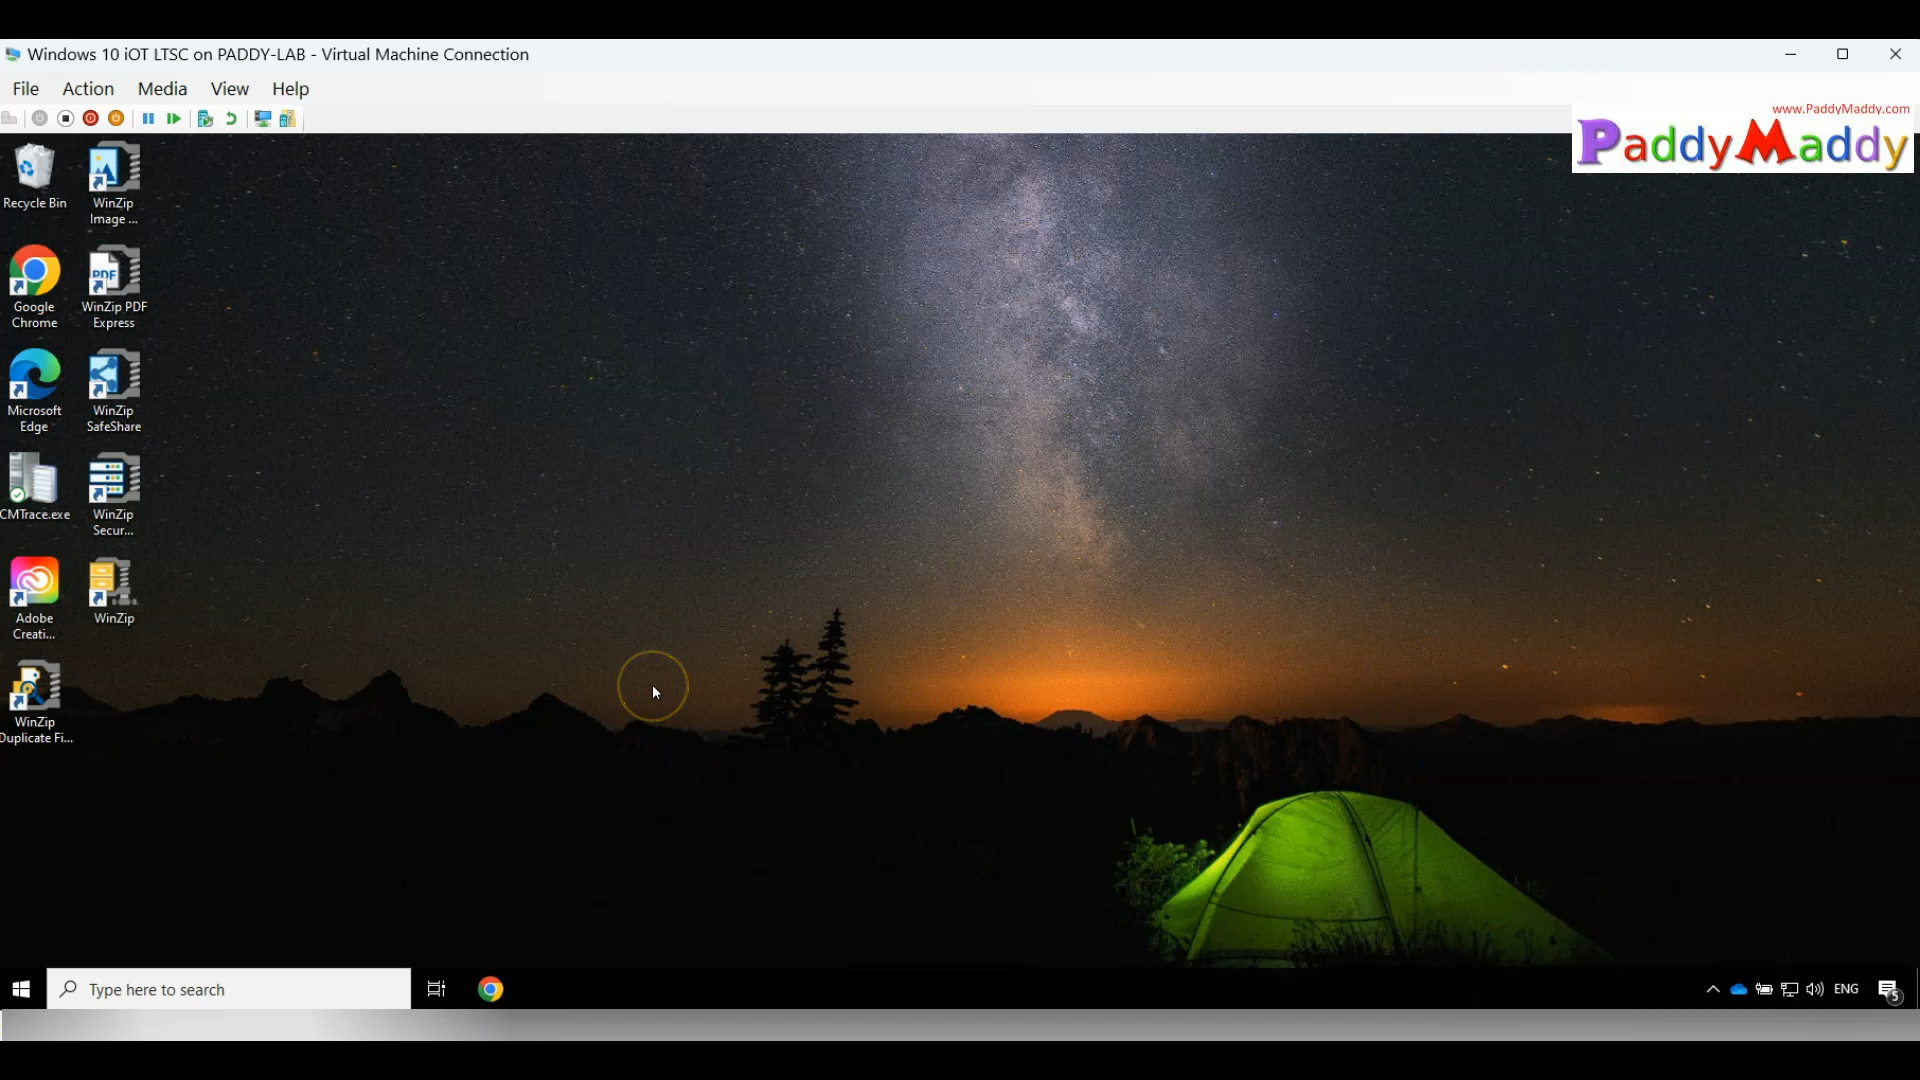 Windows 10 iOT LTSC on PADDY-LAB - Virtual Machine Connection
File Action Media View Help
www.PaddyMaddy.com
PaddyMaddy
Recycle Bin
WinZip
Image ...
Google
Chrome
WinZip PDF
Express
PDF
Microsoft
Edge
WinZip
SafeShare
CMTrace.exe
WinZip
Secur...
Adobe
Creati...
WinZip
WinZip
Duplicate Fi...
Type here to search
ENG
5